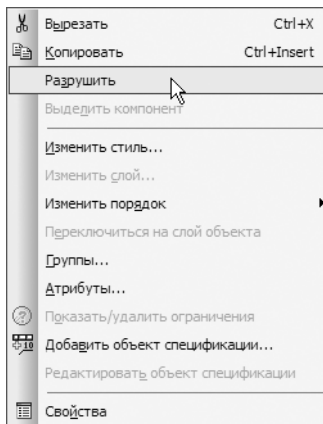 Вырезать Ctrl+X
Копировать Ctrl+Insert
Разрушить
Выделить компонент
Изменить стиль...
Изменить слой...
Изменить порядок
Переключиться на слой объекта
Группы...
Атрибуты...
Показать/удалить ограничения
Добавить объект спецификации...
Редактировать объект спецификации
Свойства